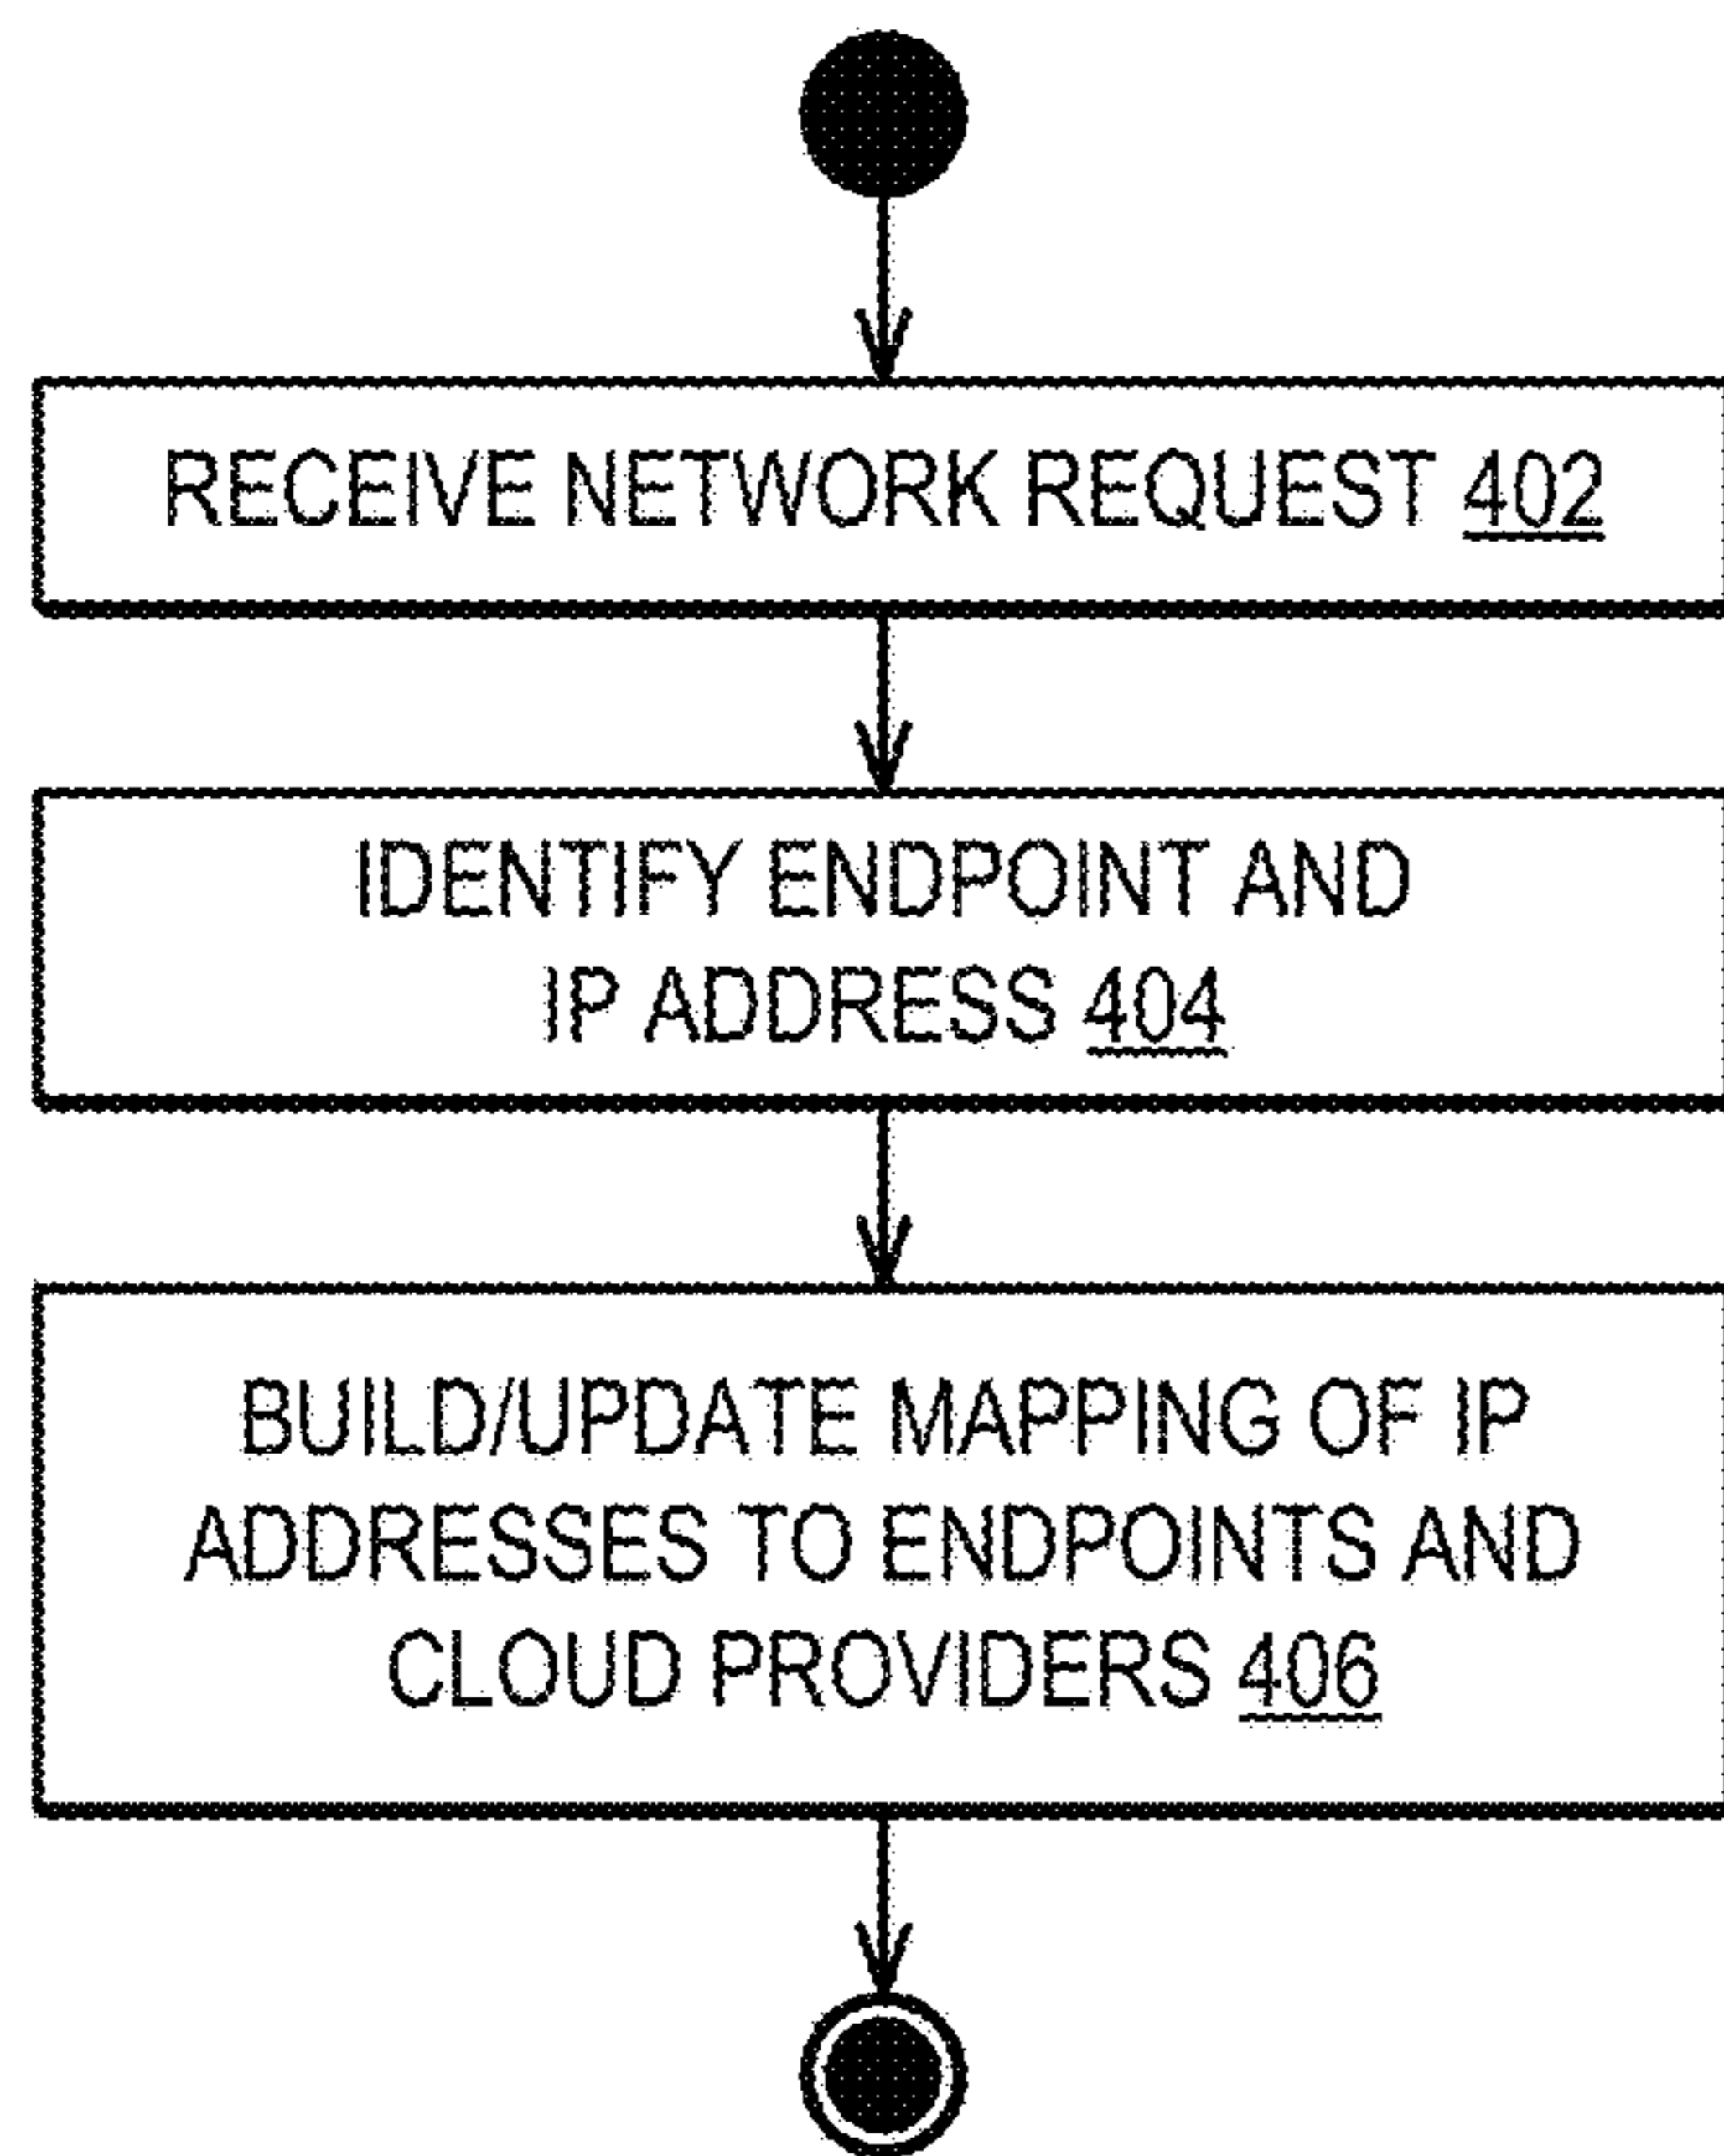 RECEIVE NETWORK REQUEST 402
IDENTIFY ENDPOINT AND
IP ADDRESS 404
BUILD/UPDATE MAPPING OF IP
ADDRESSES TO ENDPOINTS AND
CLOUD PROVIDERS 406